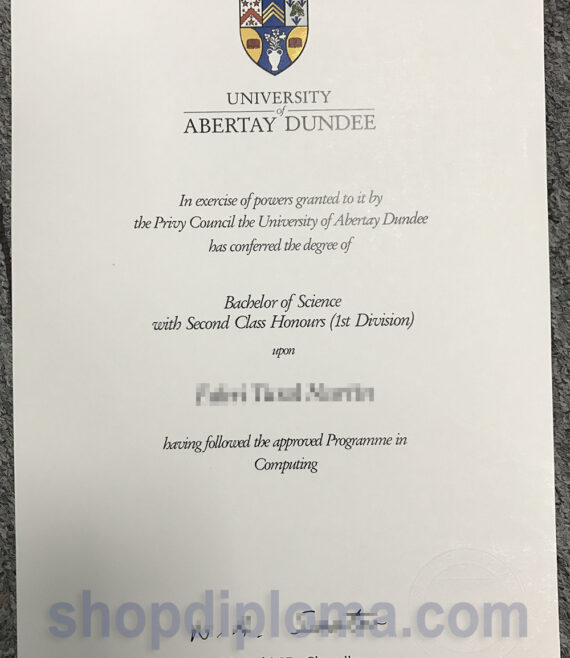 UNIVERSITY
of
ABERTAY DUNDEE
In exercise of powers granted to it by
the Privy Council the University of Abertay Dundee
has conferred the degree of
Bachelor of Science
with Second Class Honours (1st Division)
upon
having followed the approved Programme in
Computing
shopdiploma.com